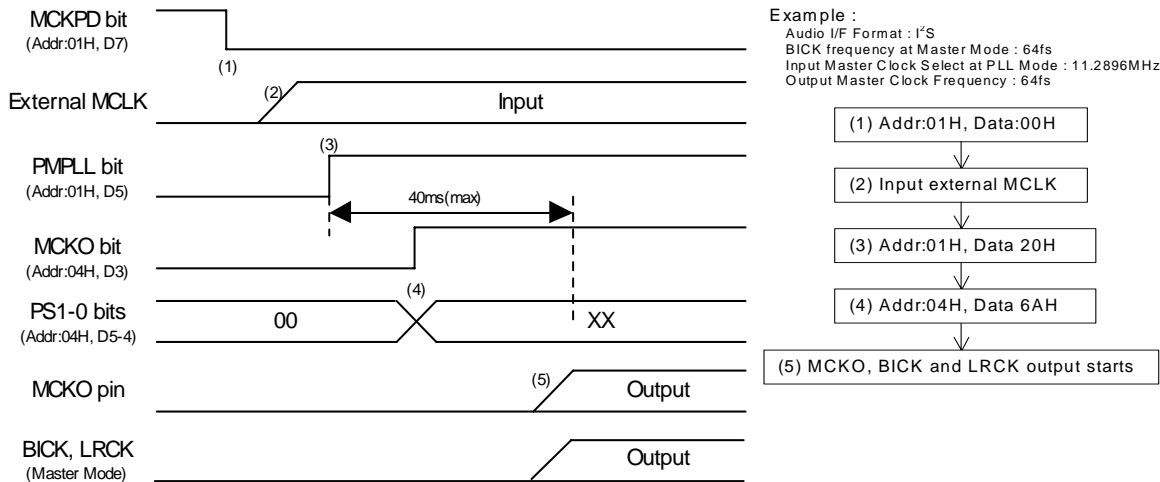 MCKPD bit
(Addr:01H, D7)
(1)
External MCLK
(2)
Input
(3)
PMPLL bit
(Addr:01H, D5)
40ms(max)
MCKO bit
(Addr:04H, D3)
(4)
PS1-0 bits
(Addr:04H, D5-4)
00
XX
MCKO pin
(5)
Output
BICK, LRCK
(Master Mode)
Output
Example :
Audio I/F Format : I²S
BICK frequency at Master Mode : 64fs
Input Master Clock Select at PLL Mode : 11.2896MHz
Output Master Clock Frequency : 64fs
(1) Addr:01H, Data:00H
(2) Input external MCLK
(3) Addr:01H, Data 20H
(4) Addr:04H, Data 6AH
(5) MCKO, BICK and LRCK output starts